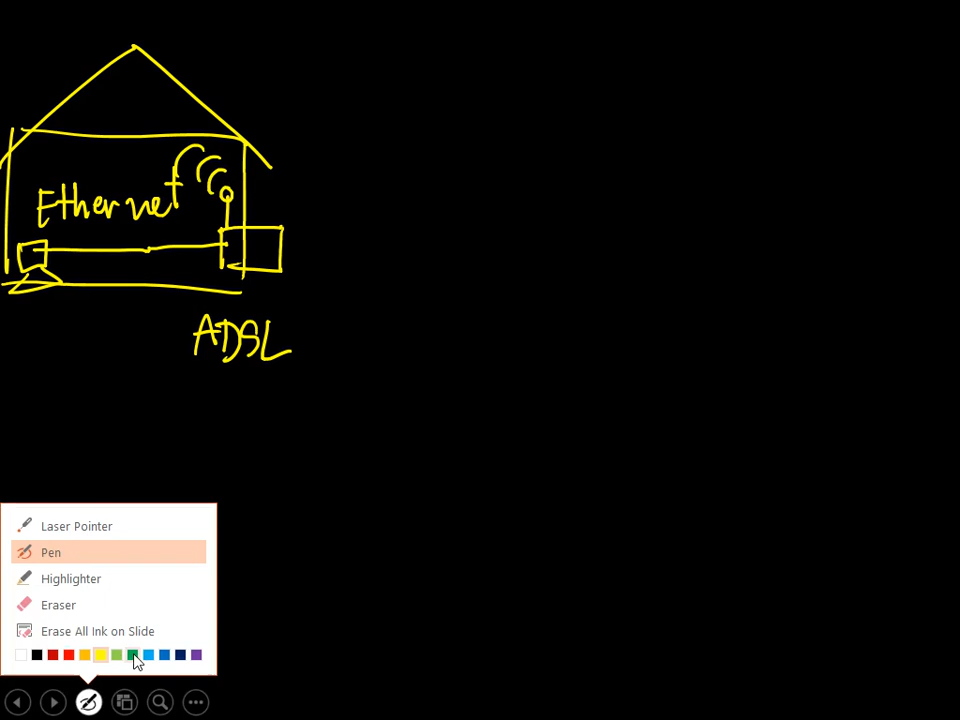 Ethernet
ADSL
Laser Pointer
Pen
Highlighter
Eraser
Erase All Ink on Slide